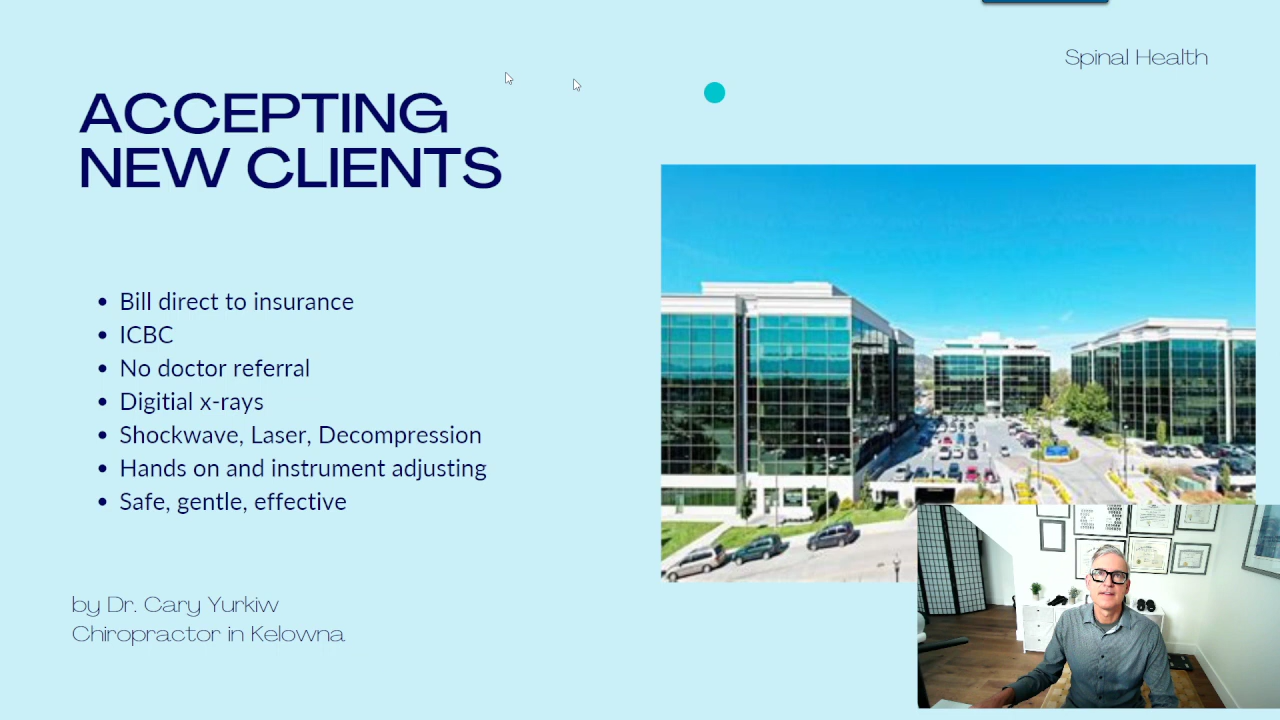 Spinal Health
ACCEPTING
NEW CLIENTS
• Bill direct to insurance
• ICBC
• No doctor referral
• Digitial x-rays
• Shockwave, Laser, Decompression
• Hands on and instrument adjusting
• Safe, gentle, effective
by Dr. Cary Yurkiw
Chiropractor in Kelowna